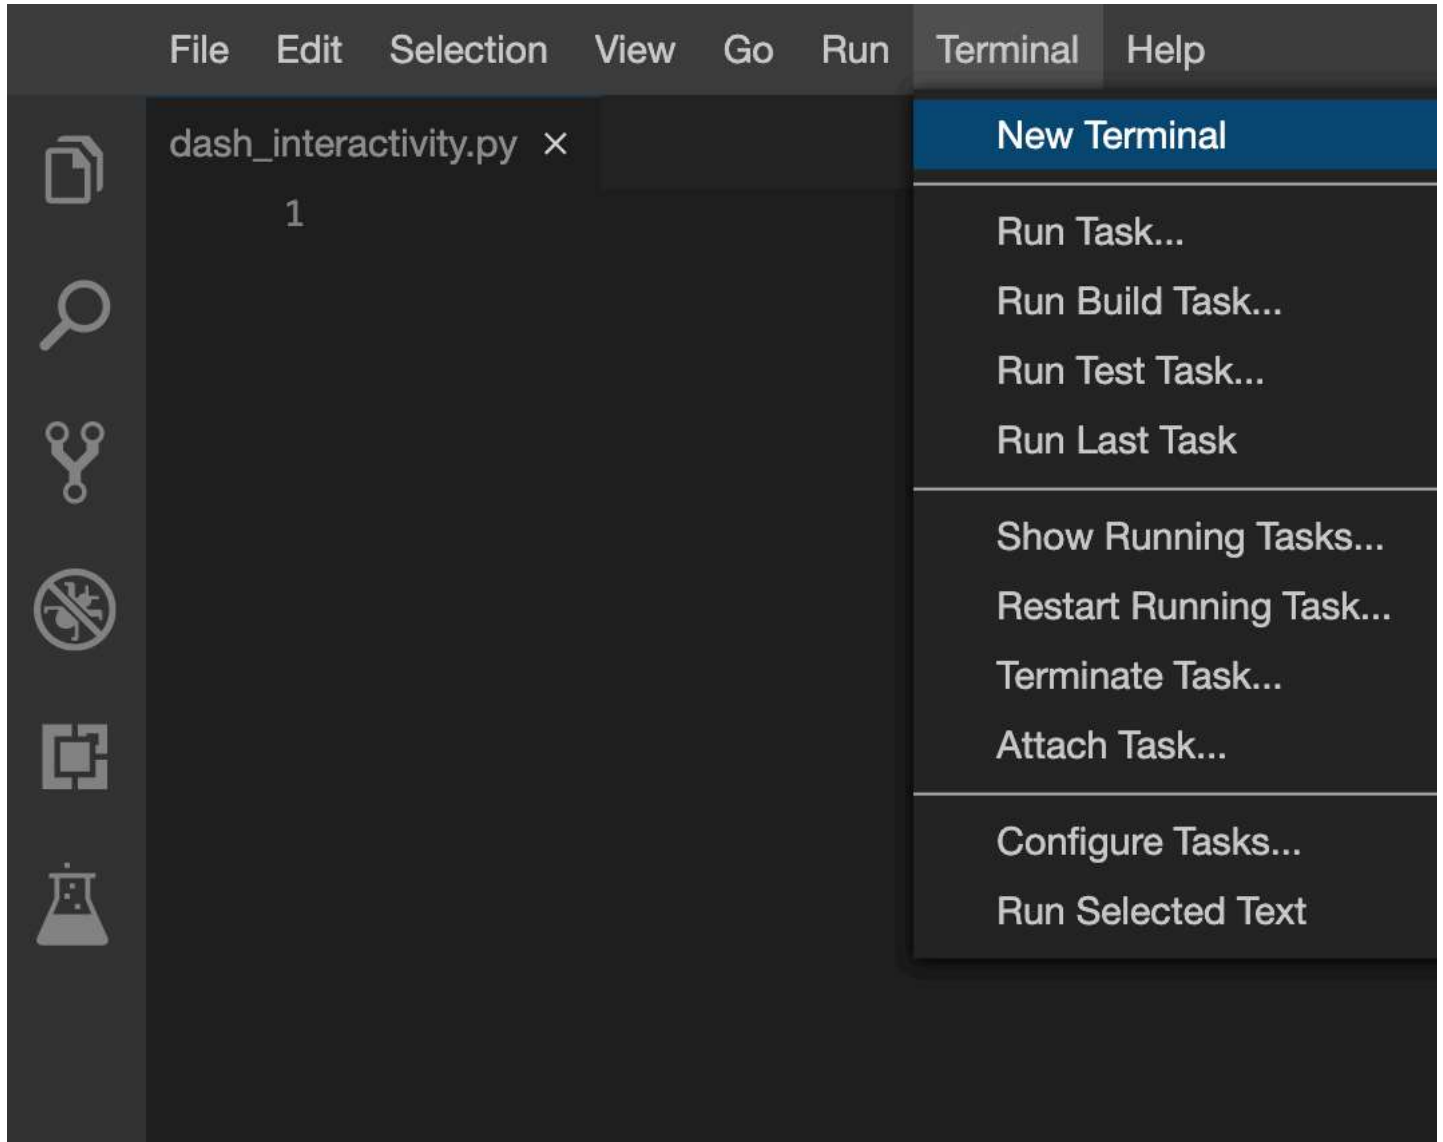 File Edit Selection View Go Run Terminal Help
dash_interactivity.py ×
1
New Terminal
Run Task...
Run Build Task...
Run Test Task...
Run Last Task
Show Running Tasks...
Restart Running Task...
Terminate Task...
Attach Task...
Configure Tasks...
Run Selected Text